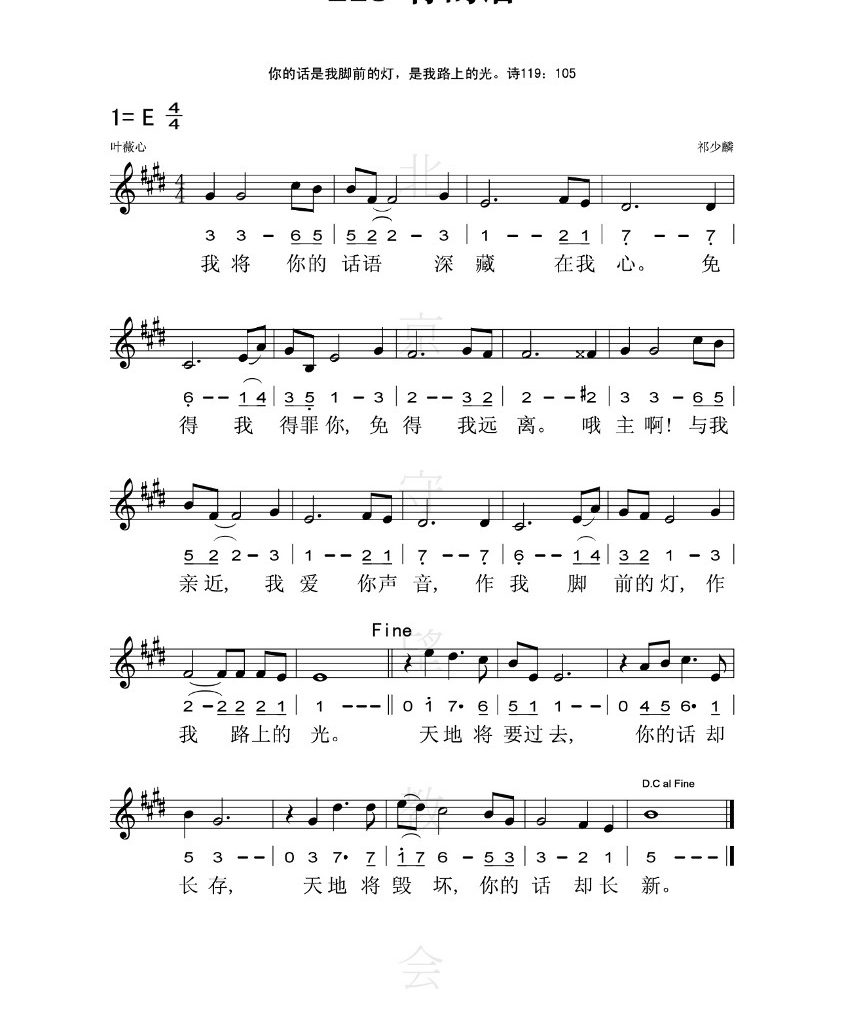 你的话是我脚前的灯，是我路上的光。诗119：105
1= E 4/4
叶薇心 祁少麟
3 3 - 6 5 | 5 2 2 - 3 | 1 - - 2 1 | 7 - - 7 |
我 将 你的 话语 深 藏 在我 心。 免
6 - - 1 4 | 3 5 1 - 3 | 2 - - 3 2 | 2 - - #2 | 3 3 - 6 5 |
得 我 得罪你, 免 得 我远 离。 哦 主 啊! 与我
5 2 2 - 3 | 1 - - 2 1 | 7 - - 7 | 6 - - 1 4 | 3 2 1 - 3 |
亲近, 我 爱 你声 音, 作 我 脚 前的 灯, 作
Fine
2 - 2 2 2 1 | 1 - - - || 0 1 7· 6 | 5 1 1 - - | 0 4 5 6· 1 |
我 路上的 光。 天地 将 要过 去, 你的 话 却
D.C al Fine
5 3 - - | 0 3 7· 7 | 1 7 6 - 5 3 | 3 - 2 1 | 5 - - - ||
长 存, 天 地 将 毁 坏, 你的 话 却长 新。
北
京
守
望
教
会